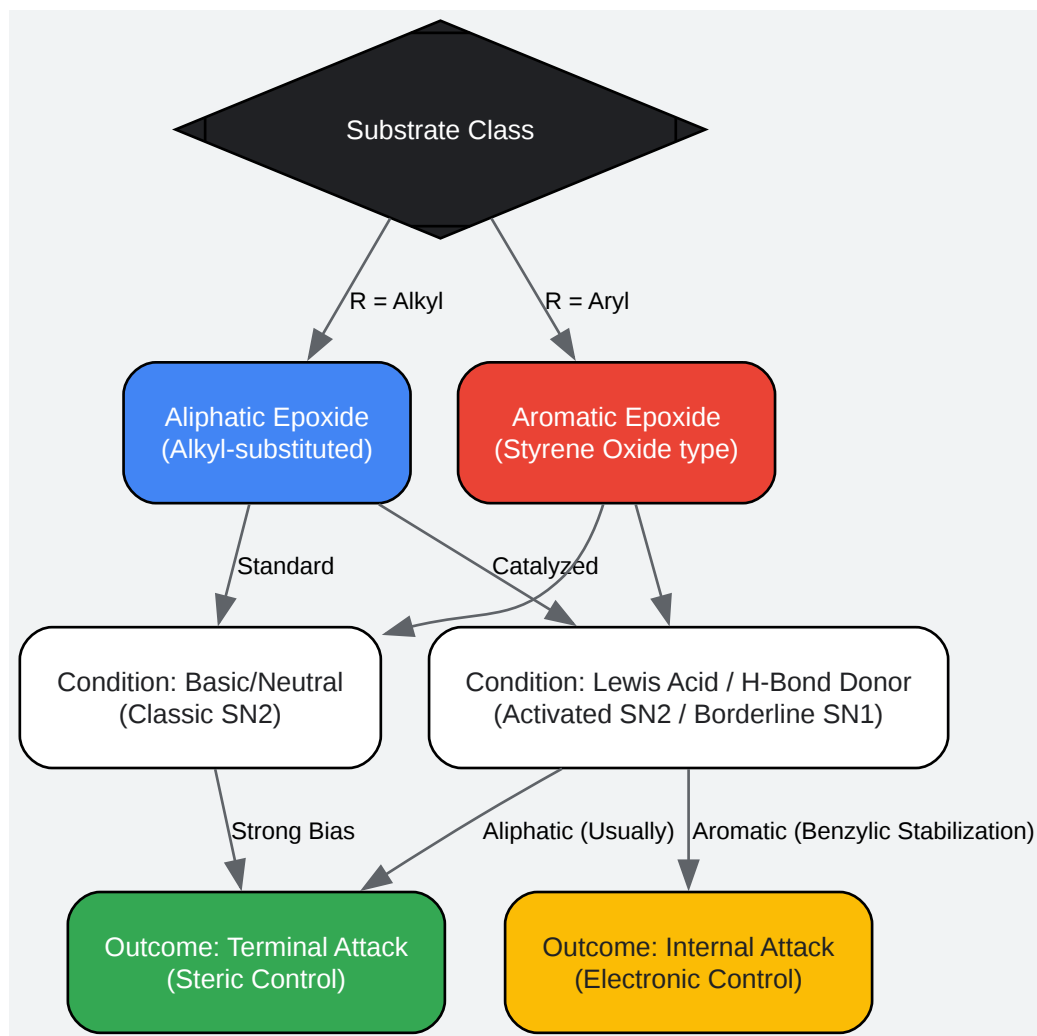 Substrate Class
R = Alkyl
R = Aryl
Aliphatic Epoxide
(Alkyl-substituted)
Aromatic Epoxide
(Styrene Oxide type)
Standard
Catalyzed
Condition: Basic/Neutral
(Classic SN2)
Condition: Lewis Acid / H-Bond Donor
(Activated SN2 / Borderline SN1)
Strong Bias
Aliphatic (Usually)
Aromatic (Benzylic Stabilization)
Outcome: Terminal Attack
(Steric Control)
Outcome: Internal Attack
(Electronic Control)